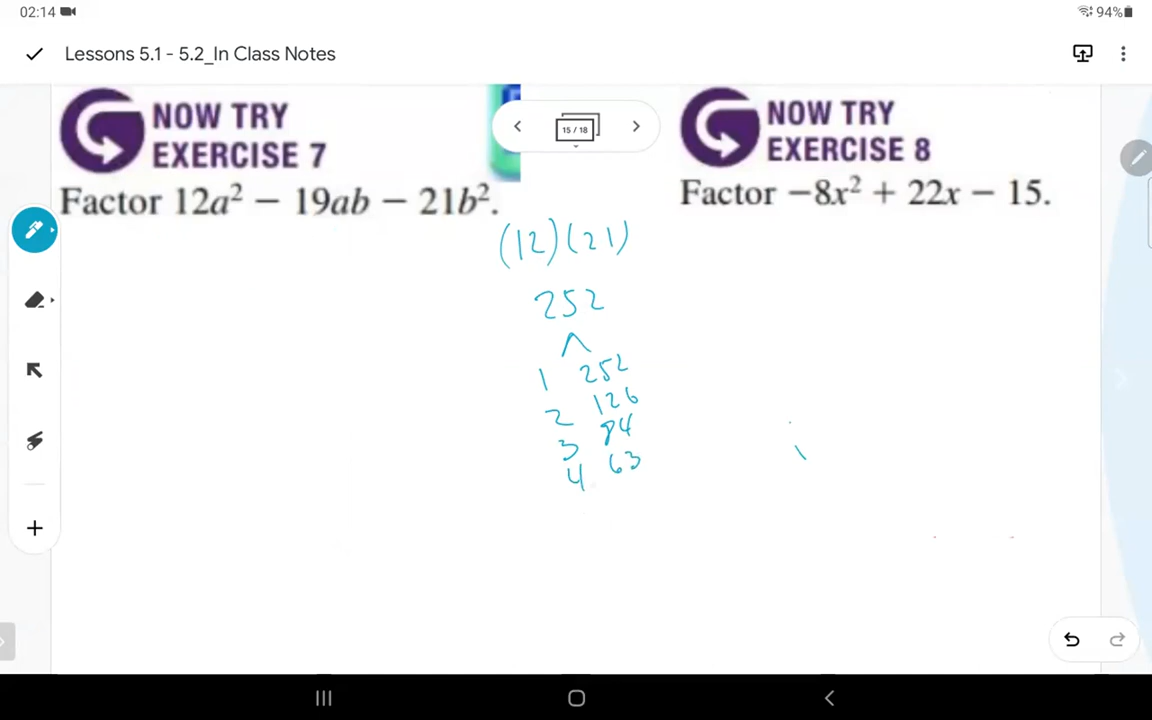 02:14
94%
Lessons 5.1 - 5.2_In Class Notes
NOW TRY
EXERCISE 7
Factor 12a² − 19ab − 21b².
15 / 18
NOW TRY
EXERCISE 8
Factor −8x² + 22x − 15.
(12)(21)
252
1 252
2 126
3 84
4 63